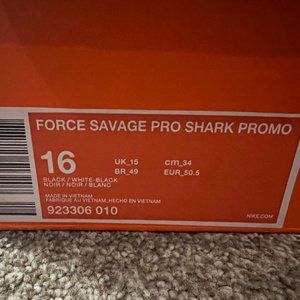 FORCE SAVAGE PRO SHARK PROMO
16
UK_15
cm_34
BR_49
EUR_50.5
BLACK / WHITE-BLACK
NOIR / NOIR / BLANC
MADE IN VIETNAM
FABRIQUE AU VIETNAM, HECHO EN VIETNAM
923306 010
NIKE.COM